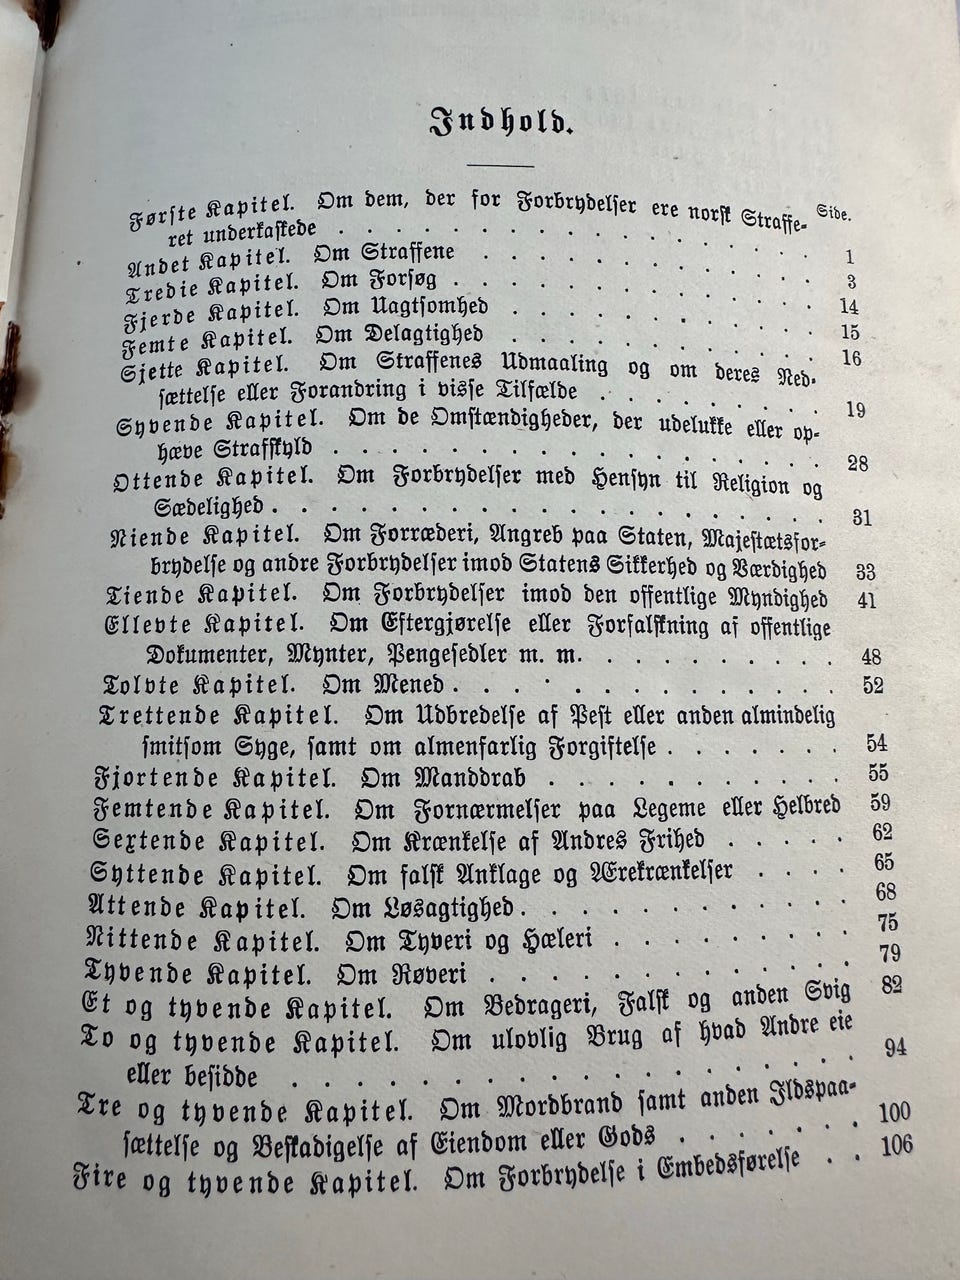 Indhold.
Side.
Første Kapitel. Om dem, der for Forbrydelser ere norsk Straffe-
ret underkastede . . . . . . . . . . . . . . . . 1
Andet Kapitel. Om Straffene . . . . . . . . . . . 3
Tredie Kapitel. Om Forsøg . . . . . . . . . . . . 14
Fjerde Kapitel. Om Uagtsomhed . . . . . . . . . . 15
Femte Kapitel. Om Delagtighed . . . . . . . . . . 16
Sjette Kapitel. Om Straffenes Udmaaling og om deres Ned-
sættelse eller Forandring i visse Tilfælde . . . . . . . 19
Syvende Kapitel. Om de Omstændigheder, der udelukke eller op-
hæve Strafskyld . . . . . . . . . . . . . . . . 28
Ottende Kapitel. Om Forbrydelser med Hensyn til Religion og
Sædelighed . . . . . . . . . . . . . . . . . . 31
Niende Kapitel. Om Forræderi, Angreb paa Staten, Majestætsfor-
brydelse og andre Forbrydelser imod Statens Sikkerhed og Værdighed 33
Tiende Kapitel. Om Forbrydelser imod den offentlige Myndighed 41
Ellevte Kapitel. Om Eftergjørelse eller Forfalskning af offentlige
Dokumenter, Mynter, Pengesedler m. m. . . . . . . . . 48
Tolvte Kapitel. Om Mened . . . . . . . . . . . . . 52
Trettende Kapitel. Om Udbredelse af Pest eller anden almindelig
smitsom Syge, samt om almenfarlig Forgiftelse . . . . . . 54
Fjortende Kapitel. Om Manddrab . . . . . . . . . . 55
Femtende Kapitel. Om Fornærmelser paa Legeme eller Helbred 59
Sextende Kapitel. Om Krænkelse af Andres Frihed . . . . . 62
Syttende Kapitel. Om falsk Anklage og Ærekrænkelser . . . . 65
Attende Kapitel. Om Løsagtighed . . . . . . . . . . 68
Nittende Kapitel. Om Tyveri og Hæleri . . . . . . . . 75
Tyvende Kapitel. Om Røveri . . . . . . . . . . . . 79
Et og tyvende Kapitel. Om Bedrageri, Falsk og anden Svig 82
To og tyvende Kapitel. Om ulovlig Brug af hvad Andre eie
eller besidde . . . . . . . . . . . . . . . . . 94
Tre og tyvende Kapitel. Om Mordbrand samt anden Ildspaa-
sættelse og Beskadigelse af Eiendom eller Gods . . . . . . 100
Fire og tyvende Kapitel. Om Forbrydelse i Embedsførelse . . 106